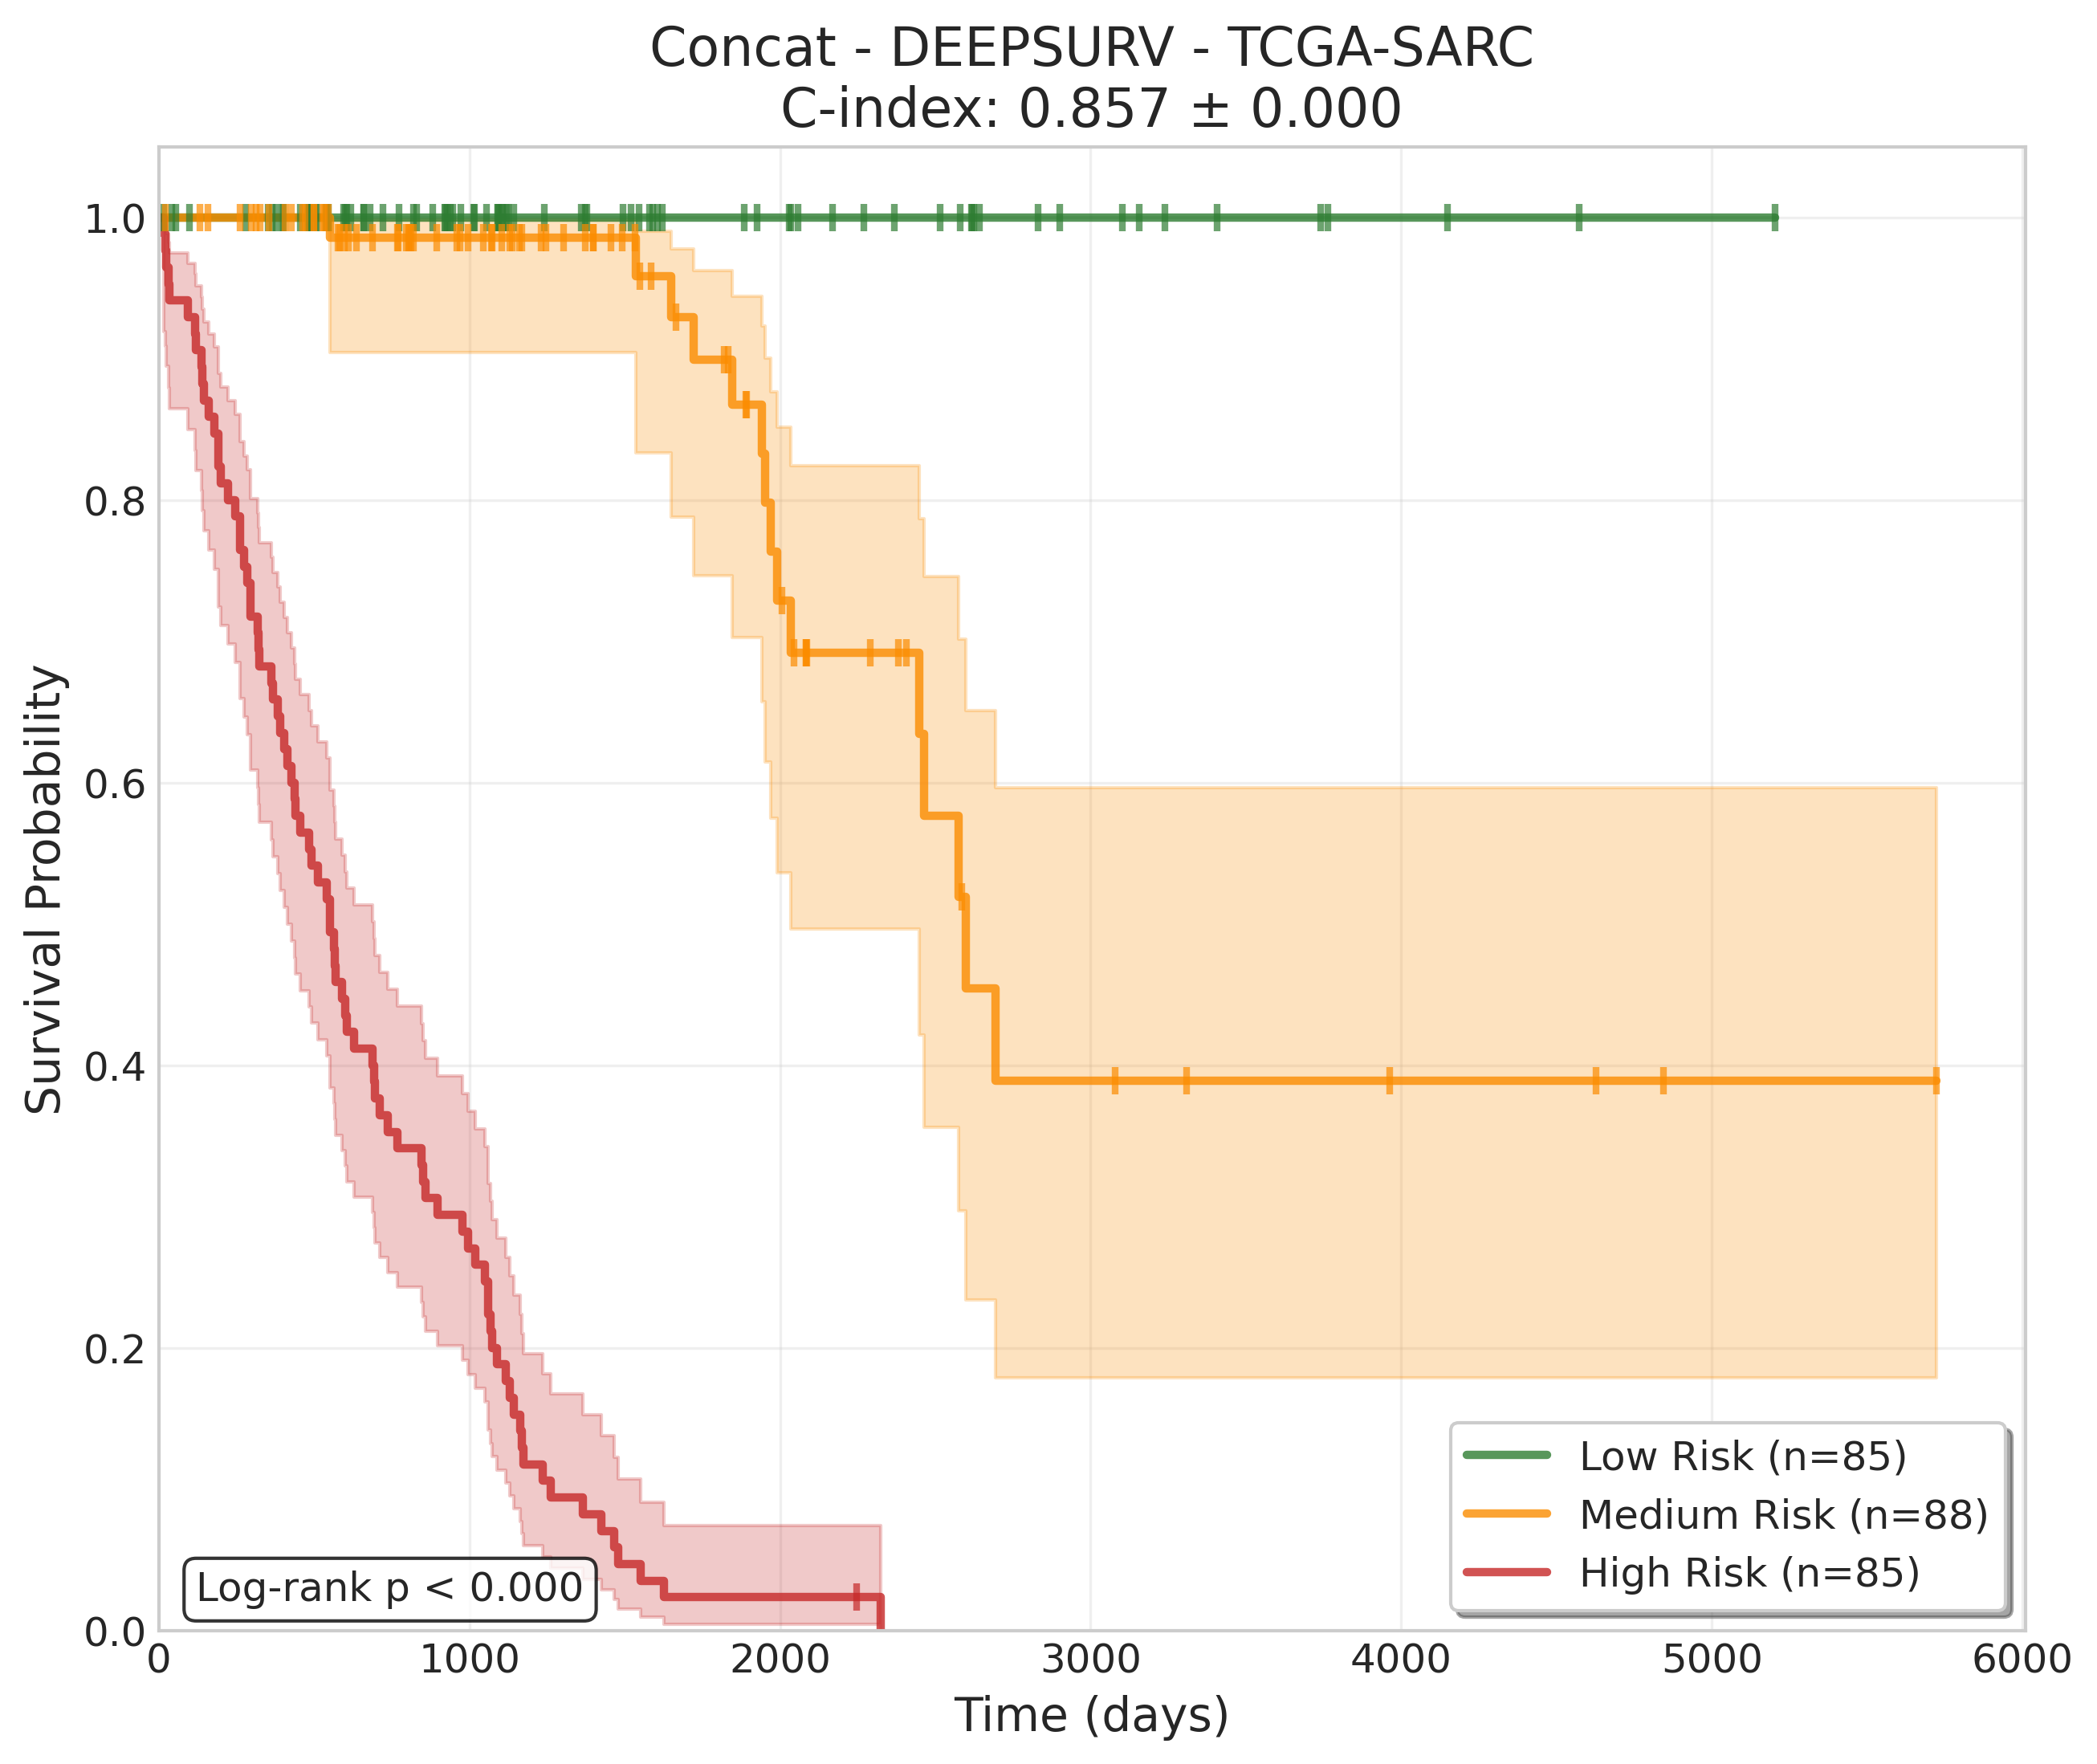 Concat - DEEPSURV - TCGA-SARC
C-index: 0.857 ± 0.000
Survival Probability
1.0
0.8
0.6
0.4
0.2
0.0
Log-rank p < 0.000
Low Risk (n=85)
Medium Risk (n=88)
High Risk (n=85)
0 1000 2000 3000 4000 5000 6000
Time (days)